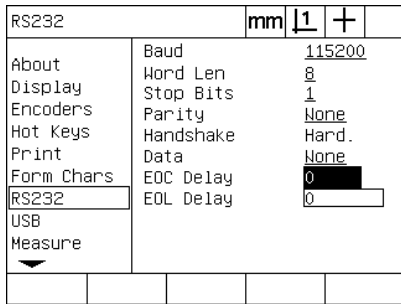 RS232 mm 1
About
Display
Encoders
Hot Keys
Print
Form Chars
RS232
USB
Measure
Baud 115200
Word Len 8
Stop Bits 1
Parity None
Handshake Hard.
Data None
EOC Delay 0
EOL Delay 0